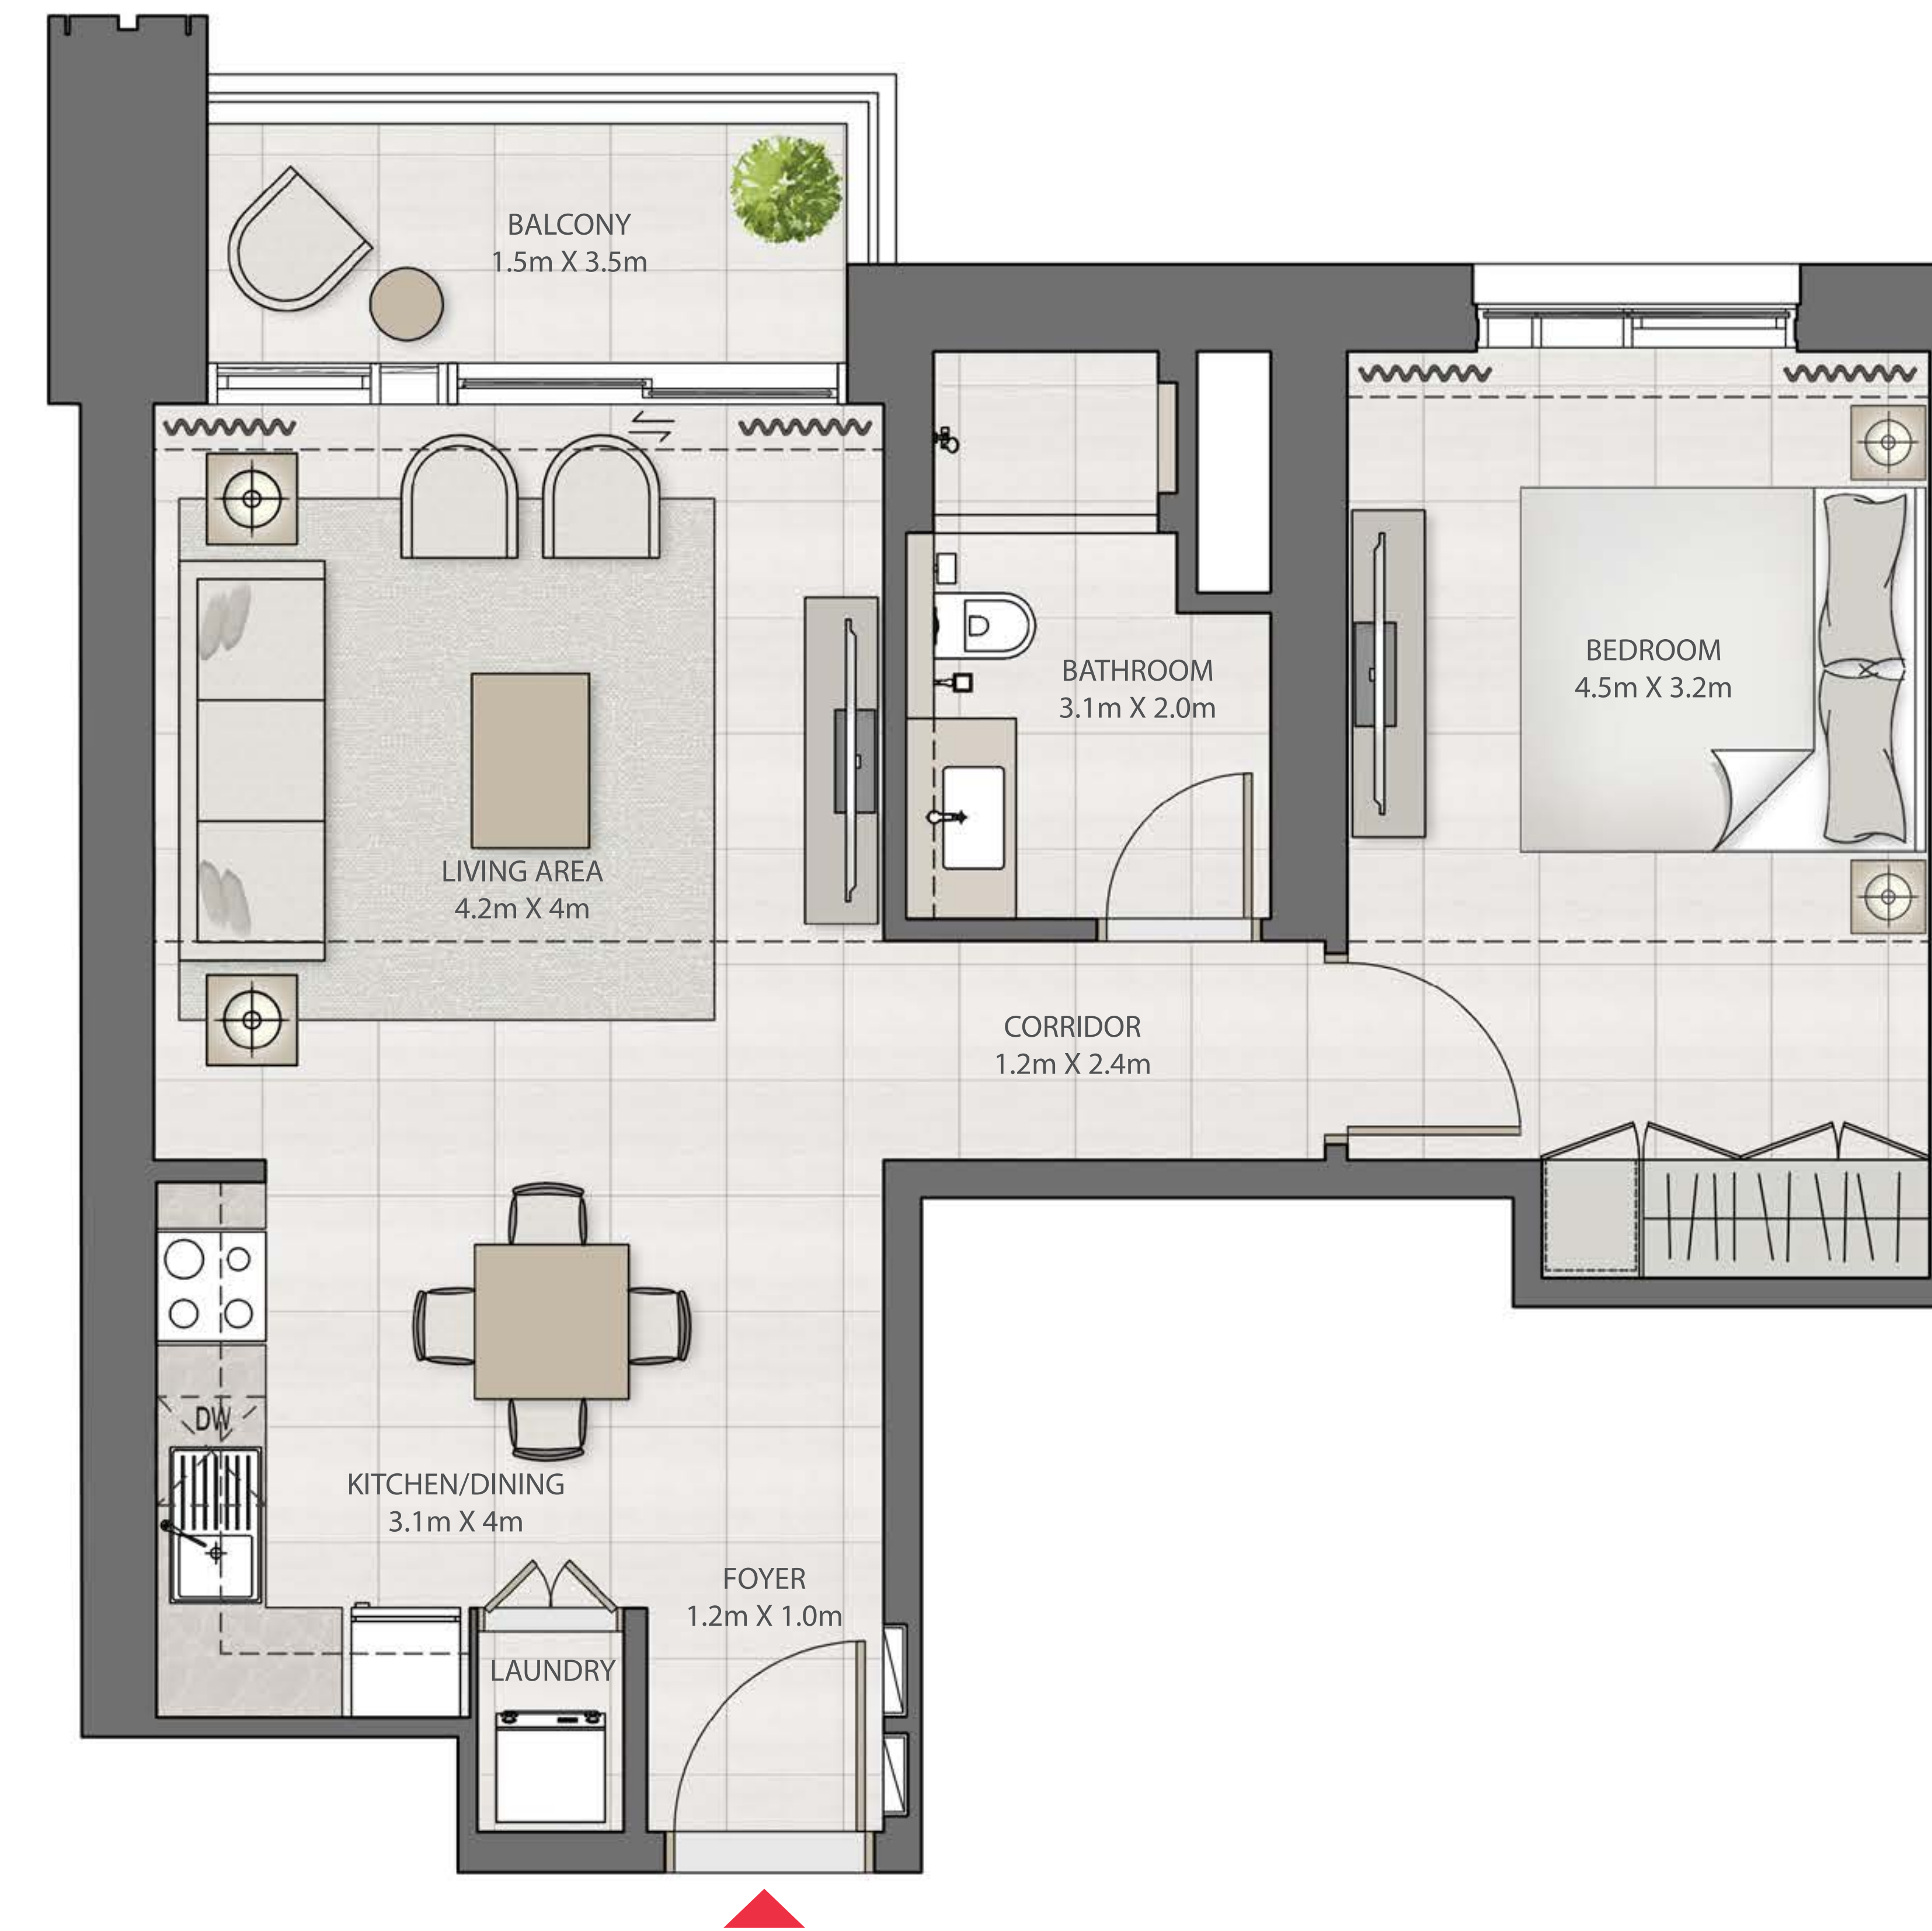 BALCONY
1.5m X 3.5m
BATHROOM
3.1m X 2.0m
BEDROOM
4.5m X 3.2m
LIVING AREA
4.2m X 4m
CORRIDOR
1.2m X 2.4m
DW
KITCHEN/DINING
3.1m X 4m
FOYER
1.2m X 1.0m
LAUNDRY